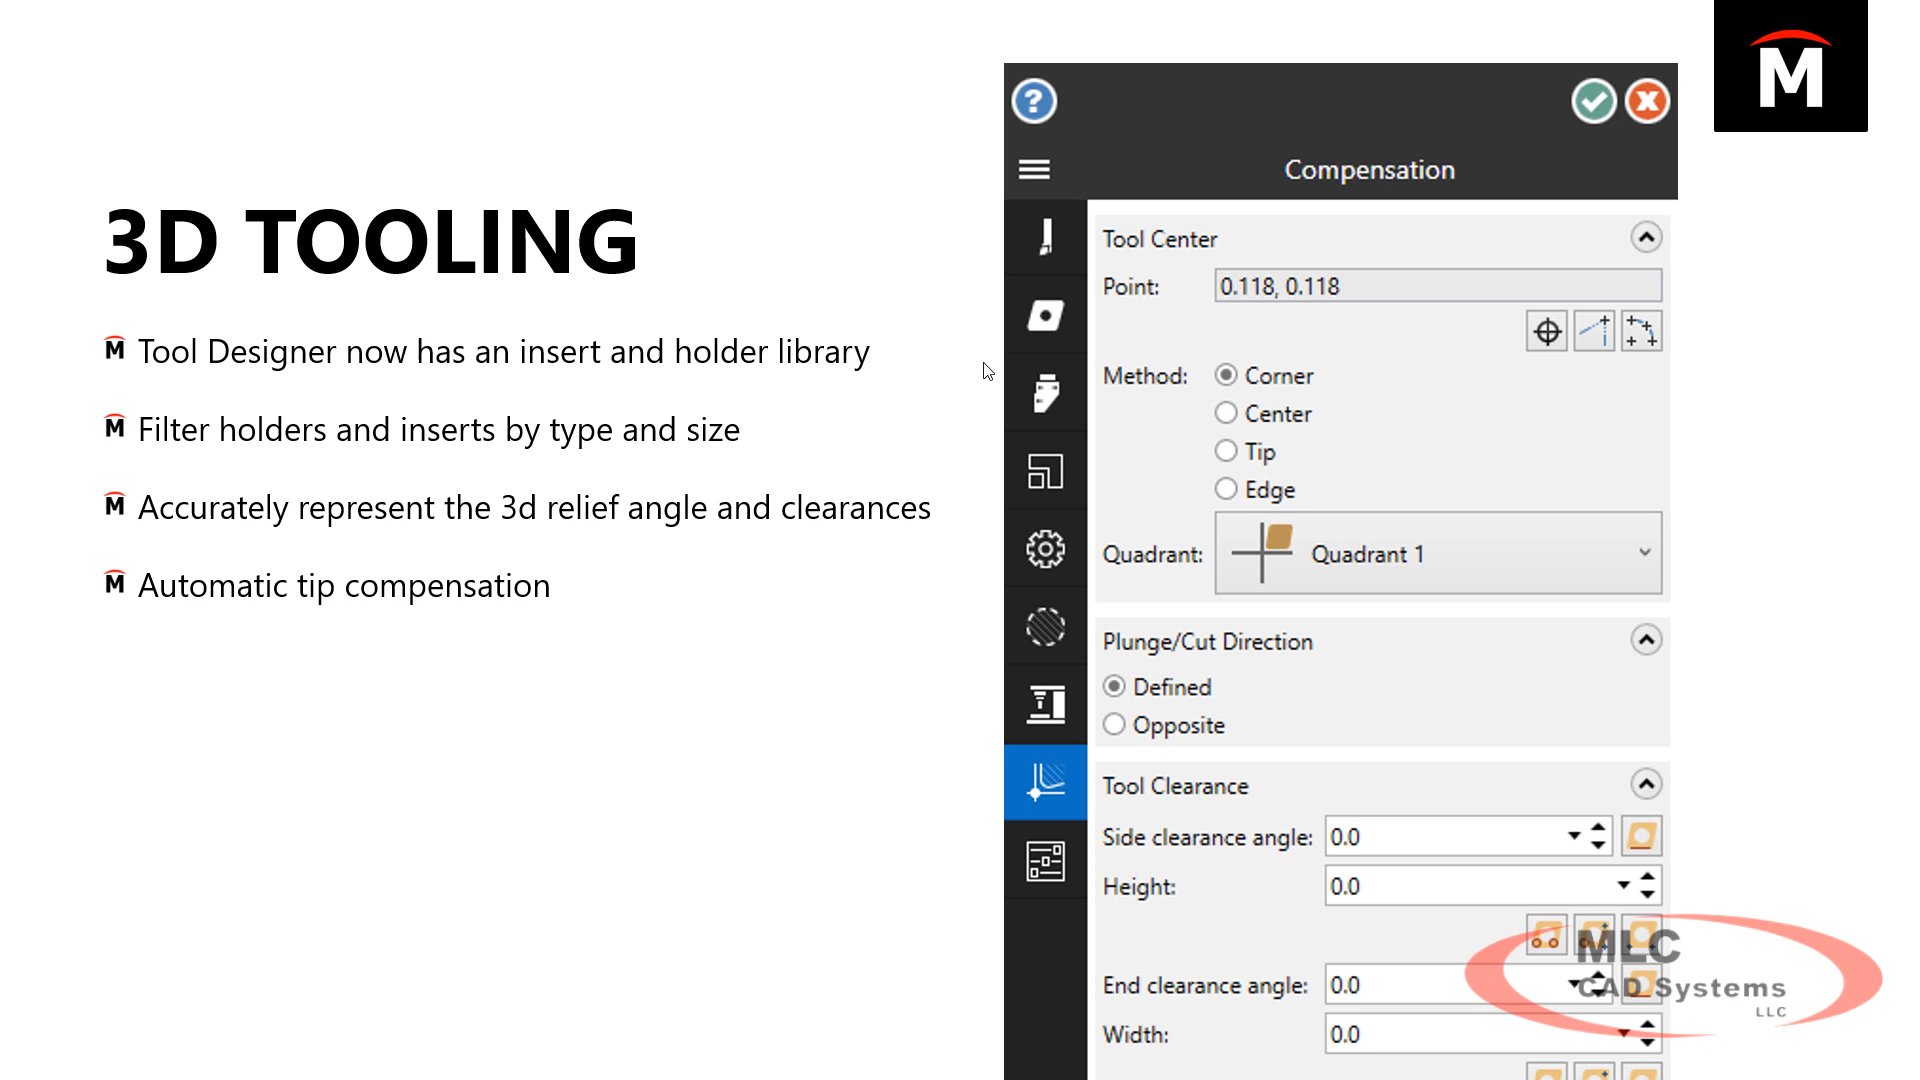 M
3D TOOLING
Tool Designer now has an insert and holder library
Filter holders and inserts by type and size
Accurately represent the 3d relief angle and clearances
Automatic tip compensation
Compensation
Tool Center
Point: 0.118, 0.118
Method: Corner
Center
Tip
Edge
Quadrant: Quadrant 1
Plunge/Cut Direction
Defined
Opposite
Tool Clearance
Side clearance angle: 0.0
Height: 0.0
End clearance angle: 0.0
Width: 0.0
MLC
CAD Systems
LLC